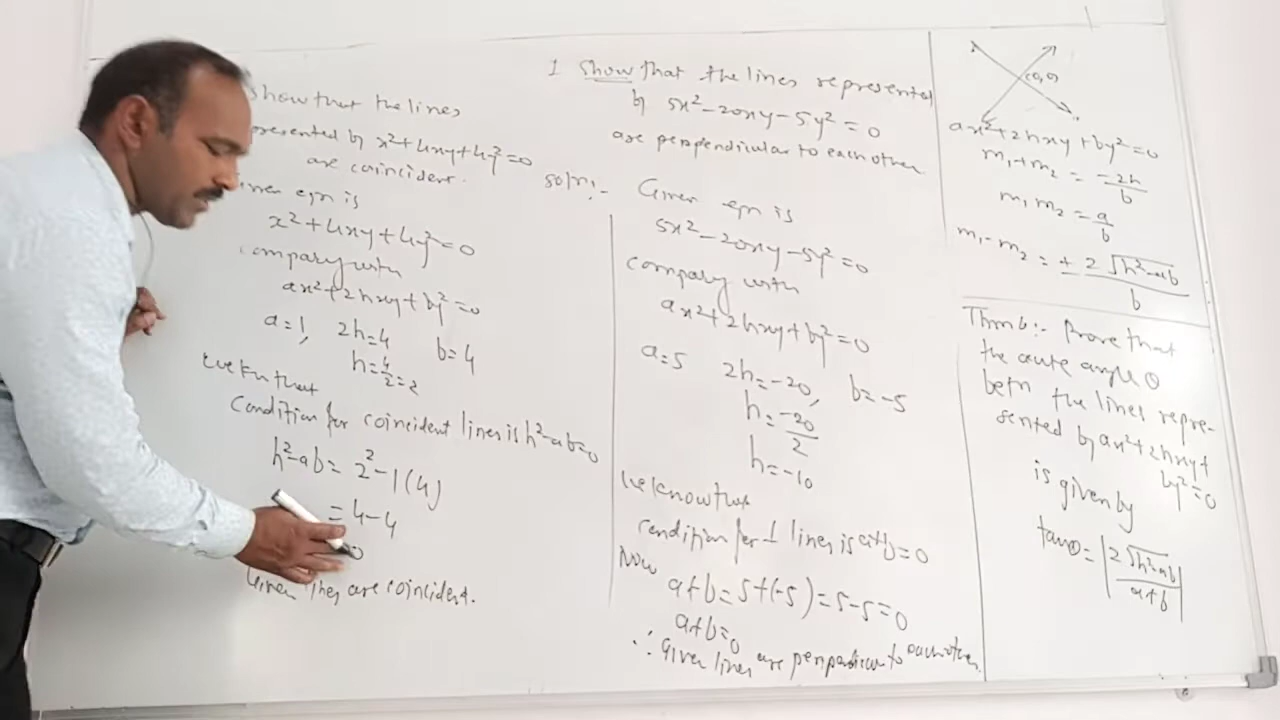 show that the lines
presented by x²+4xy+4y²=0
are coincident.
eqn is
x²+4xy+4y²=0
compary with
ax²+2hxy+by²=0
a=1, 2h=4 b=4
h=4/2=2
we know that
Condition for coincident lines is h²-ab=0
h²-ab= 2²-1(4)
=4-4
0
Given lines are coincident.
1 Show that the lines represented
by 5x²-20xy-5y²=0
are perpendicular to each other
soln:- Given eqn is
5x²-20xy-5y²=0
compary with
ax²+2hxy+by²=0
a=5 2h=-20, b=-5
h=-20/2
h=-10
We know that
condition for ⊥ lines is a+b=0
Now
a+b=5+(-5)=5-5=0
a+b=0
∴ Given lines are perpendicular to each other.
(0,0)
ax²+2hxy+by²=0
m₁+m₂ = -2h/b
m₁m₂ = a/b
m₁-m₂ = ± 2√h²-ab/b
Thm 6:- Prove that
the acute angle θ
betn the lines repre-
sented by ax²+2hxy+
by²=0
is given by
tanθ= |2√h²-ab/a+b|